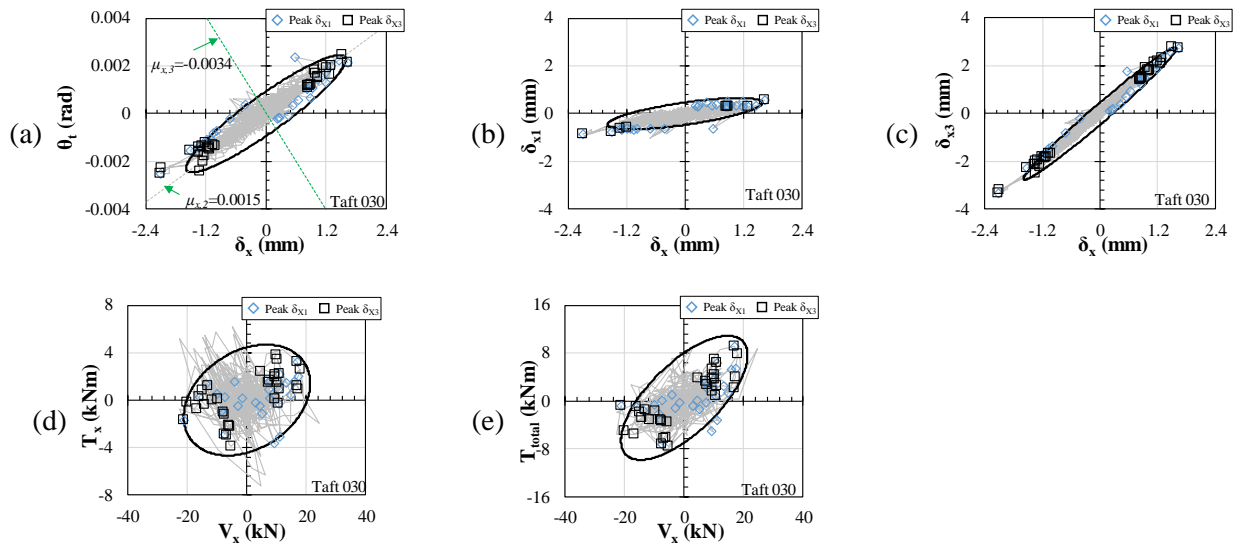 Peak δX1 Peak δX3
0.004
0.002
0
-0.002
-0.004
θt (rad)
(a)
μx,3=-0.0034
μx,2=0.0015
Taft 030
-2.4 -1.2 0 1.2 2.4
δx (mm)
Peak δX1 Peak δX3
4
2
0
-2
-4
δx1 (mm)
(b)
Taft 030
-2.4 -1.2 0 1.2 2.4
δx (mm)
Peak δX1 Peak δX3
4
2
0
-2
-4
δx3 (mm)
(c)
Taft 030
-2.4 -1.2 0 1.2 2.4
δx (mm)
Peak δX1 Peak δX3
8
4
0
-4
-8
Tx (kNm)
(d)
Taft 030
-40 -20 0 20 40
Vx (kN)
Peak δX1 Peak δX3
16
8
0
-8
-16
Ttotal (kNm)
(e)
Taft 030
-40 -20 0 20 40
Vx (kN)